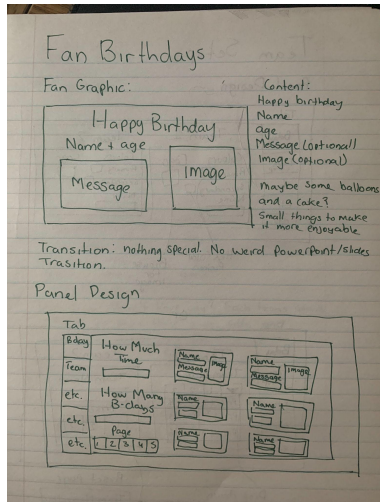 Fan Birthdays
Fan Graphic:
Happy Birthday
Name + age
Message
Image
Content:
Happy birthday
Name
age
Message (optional)
Image (optional)
maybe some balloons
and a cake?
Small things to make
it more enjoyable
Transition: nothing special. No weird PowerPoint/slides
Trasition.
Panel Design
Tab
Bday
Team
etc.
etc.
etc.
How Much
Time
How Many
B-days
Page
1 2 3 4 5
Name
Message
Image
Name
Message
Image
Name
Name
Name
Name